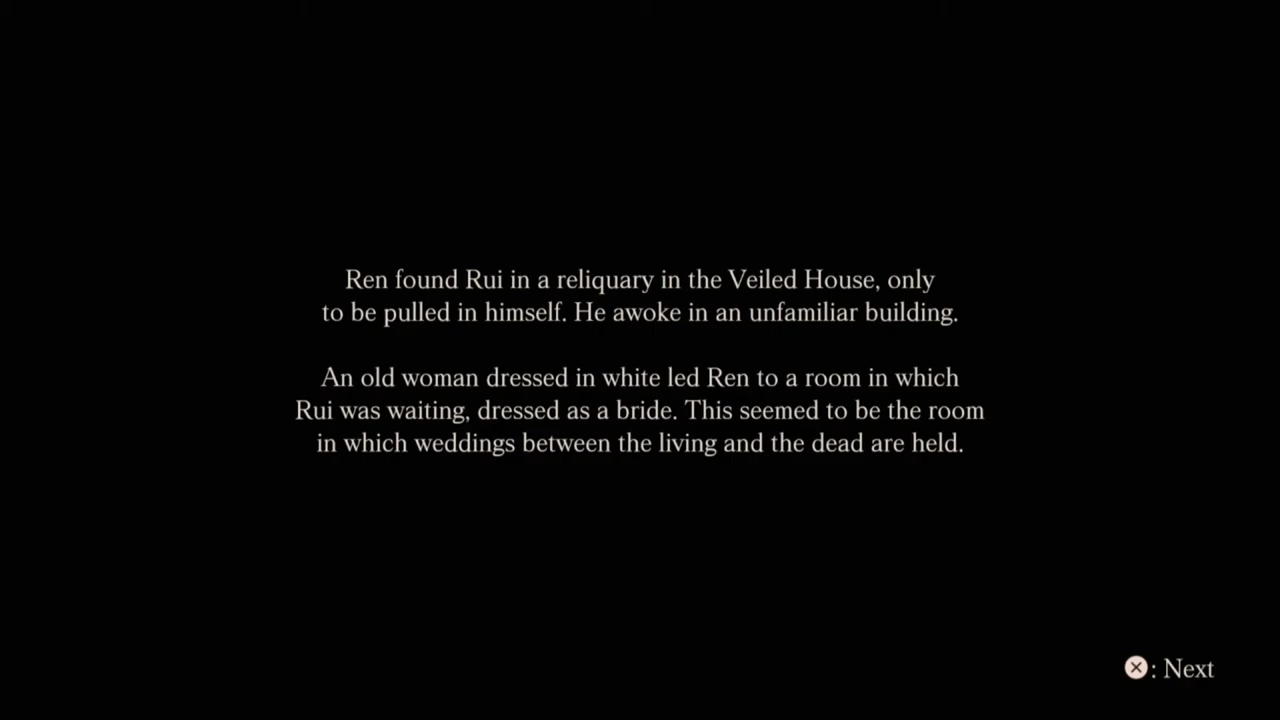 Ren found Rui in a reliquary in the Veiled House, only
to be pulled in himself. He awoke in an unfamiliar building.
An old woman dressed in white led Ren to a room in which
Rui was waiting, dressed as a bride. This seemed to be the room
in which weddings between the living and the dead are held.
ⓧ: Next